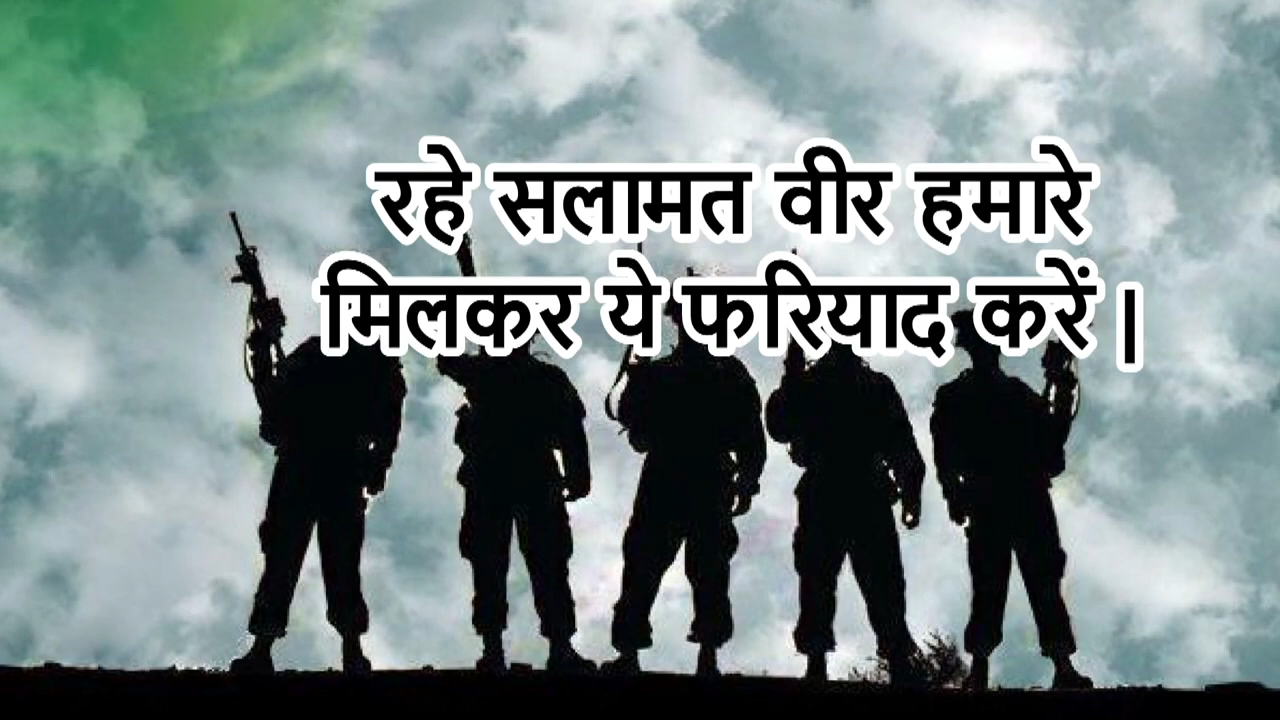 रहे सलामत वीर हमारे
मिलकर ये फरियाद करें |